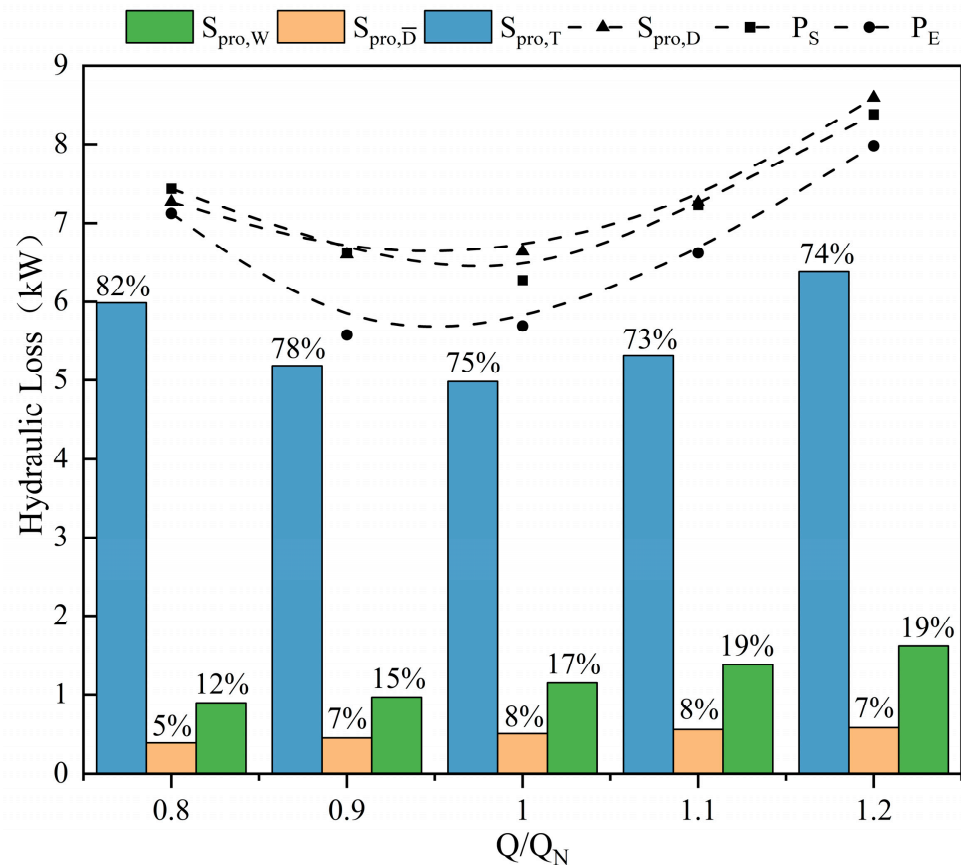 S_pro,W S_pro,D̅ S_pro,T S_pro,D P_S P_E
9
8
7
6
5
4
3
2
1
0
Hydraulic Loss (kW)
82% 78% 75% 73% 74%
5% 12% 7% 15% 8% 17% 8% 19% 7% 19%
0.8 0.9 1 1.1 1.2
Q/Q_N